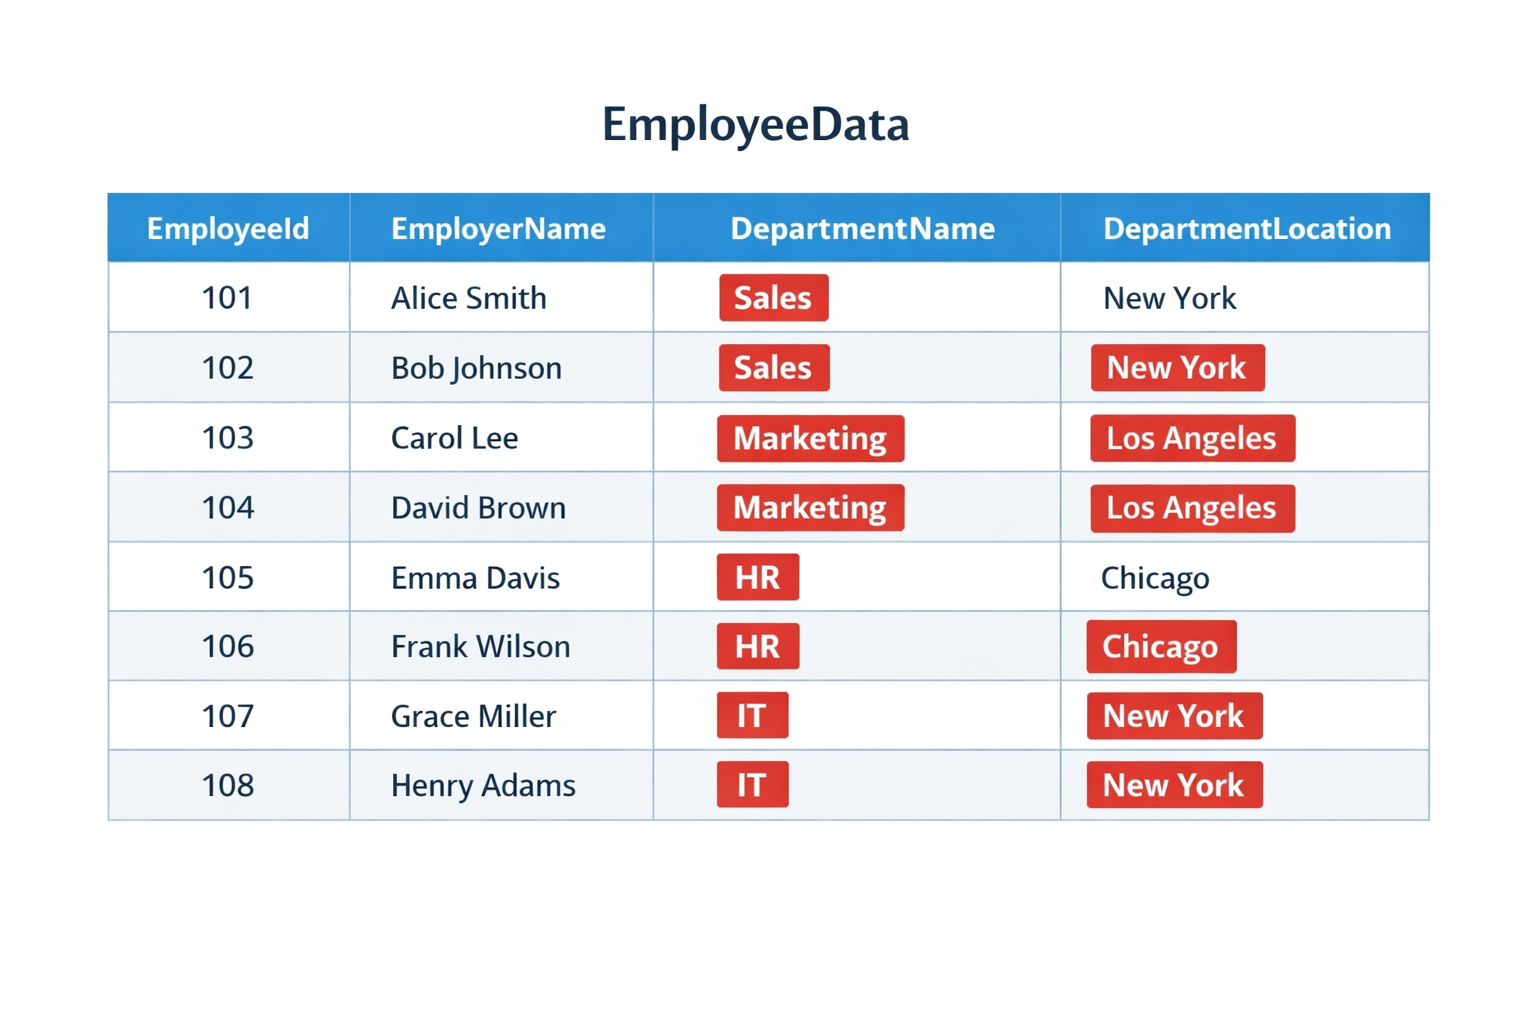 EmployeeData
EmployeeId EmployerName DepartmentName DepartmentLocation
101 Alice Smith Sales New York
102 Bob Johnson Sales New York
103 Carol Lee Marketing Los Angeles
104 David Brown Marketing Los Angeles
105 Emma Davis HR Chicago
106 Frank Wilson HR Chicago
107 Grace Miller IT New York
108 Henry Adams IT New York